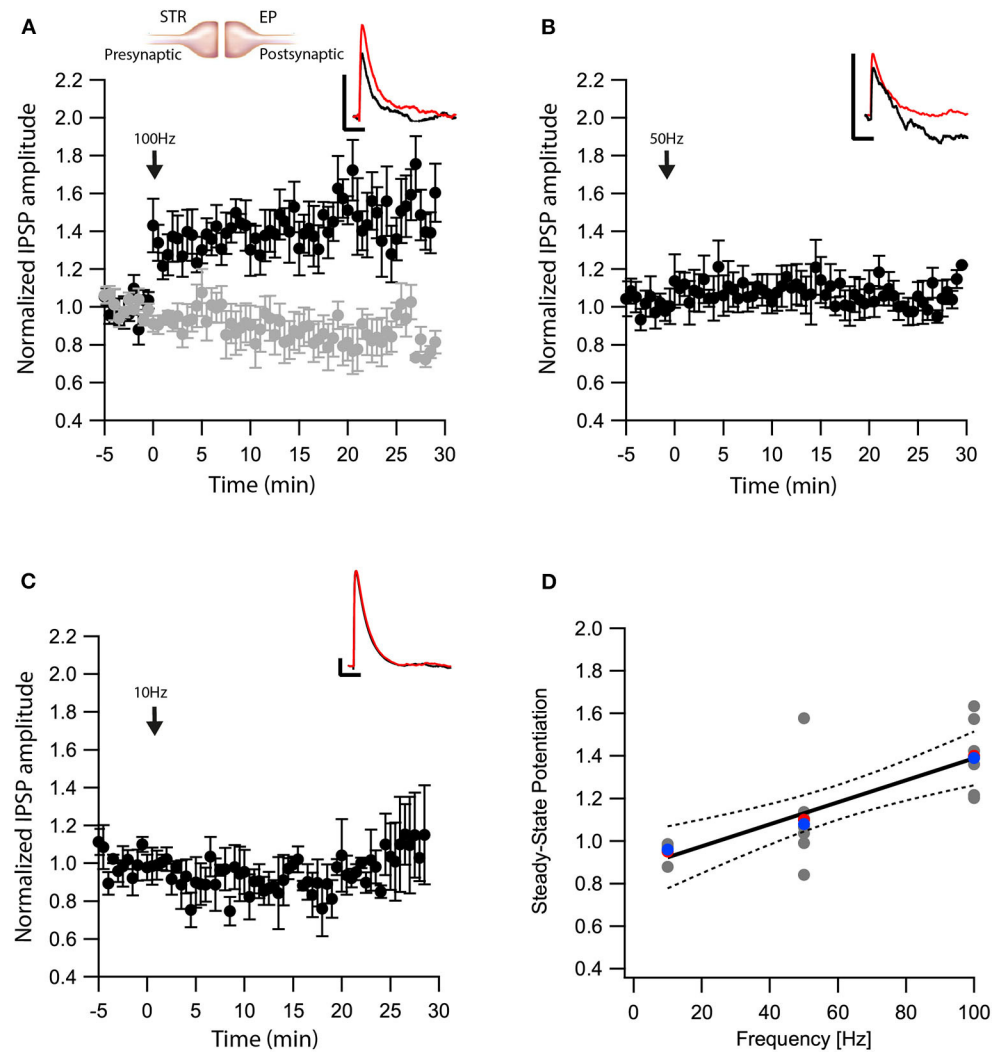 A
STR EP
Presynaptic Postsynaptic
2.2
2.0
1.8
1.6
1.4
1.2
1.0
0.8
0.6
0.4
Normalized IPSP amplitude
100Hz
-5 0 5 10 15 20 25 30
Time (min)
B
2.2
2.0
1.8
1.6
1.4
1.2
1.0
0.8
0.6
0.4
Normalized IPSP amplitude
50Hz
-5 0 5 10 15 20 25 30
Time (min)
C
2.2
2.0
1.8
1.6
1.4
1.2
1.0
0.8
0.6
0.4
Normalized IPSP amplitude
10Hz
-5 0 5 10 15 20 25 30
Time (min)
D
2.0
1.8
1.6
1.4
1.2
1.0
0.8
0.6
0.4
Steady-State Potentiation
0 20 40 60 80 100
Frequency [Hz]